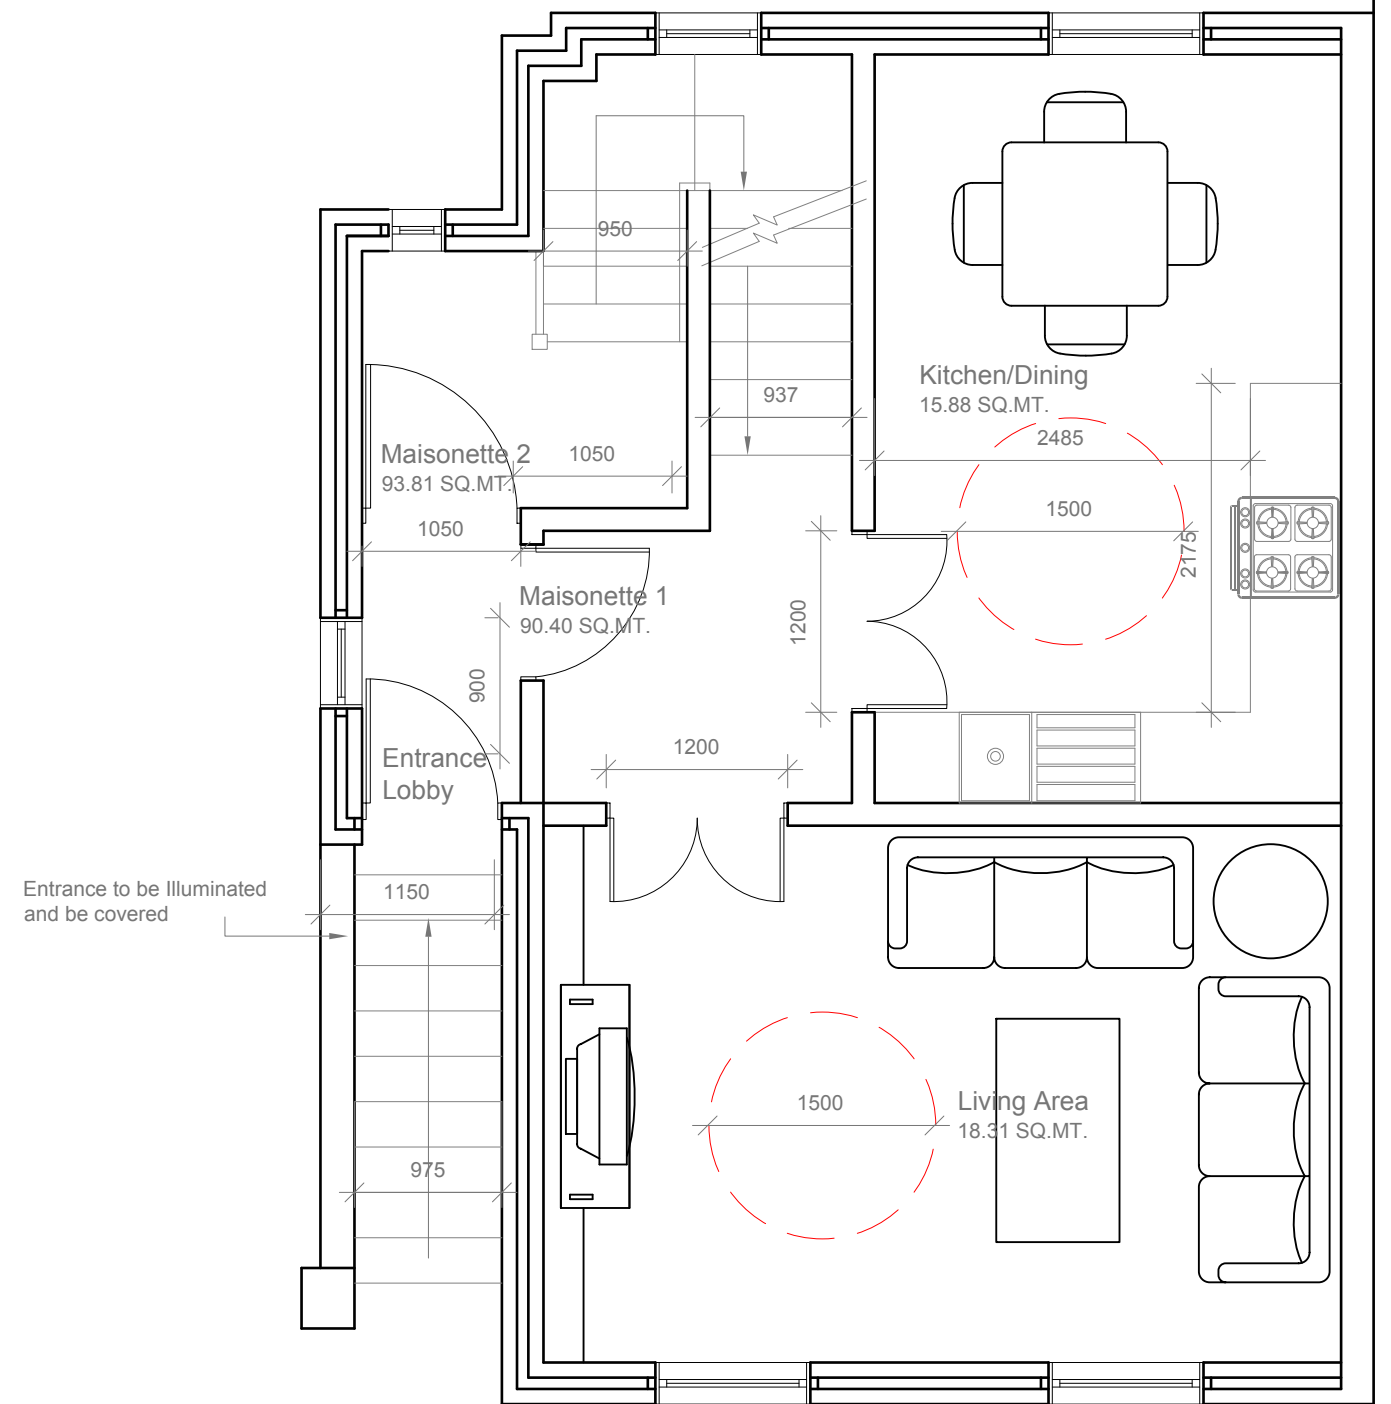 950
937
Kitchen/Dining
15.88 SQ.MT.
2485
Maisonette 2
93.81 SQ.MT.
1050
1050
1500
2175
Maisonette 1
90.40 SQ.MT.
1200
900
1200
Entrance
Lobby
Entrance to be Illuminated
and be covered
1150
975
1500
Living Area
18.31 SQ.MT.